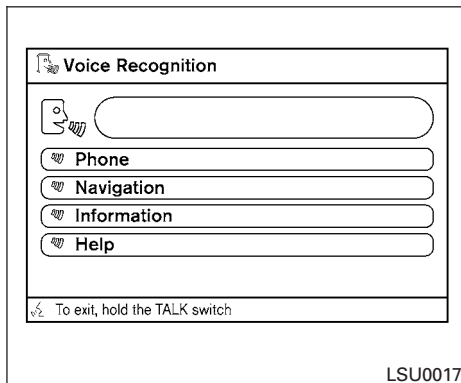 Voice Recognition
Phone
Navigation
Information
Help
To exit, hold the TALK switch
LSU0017